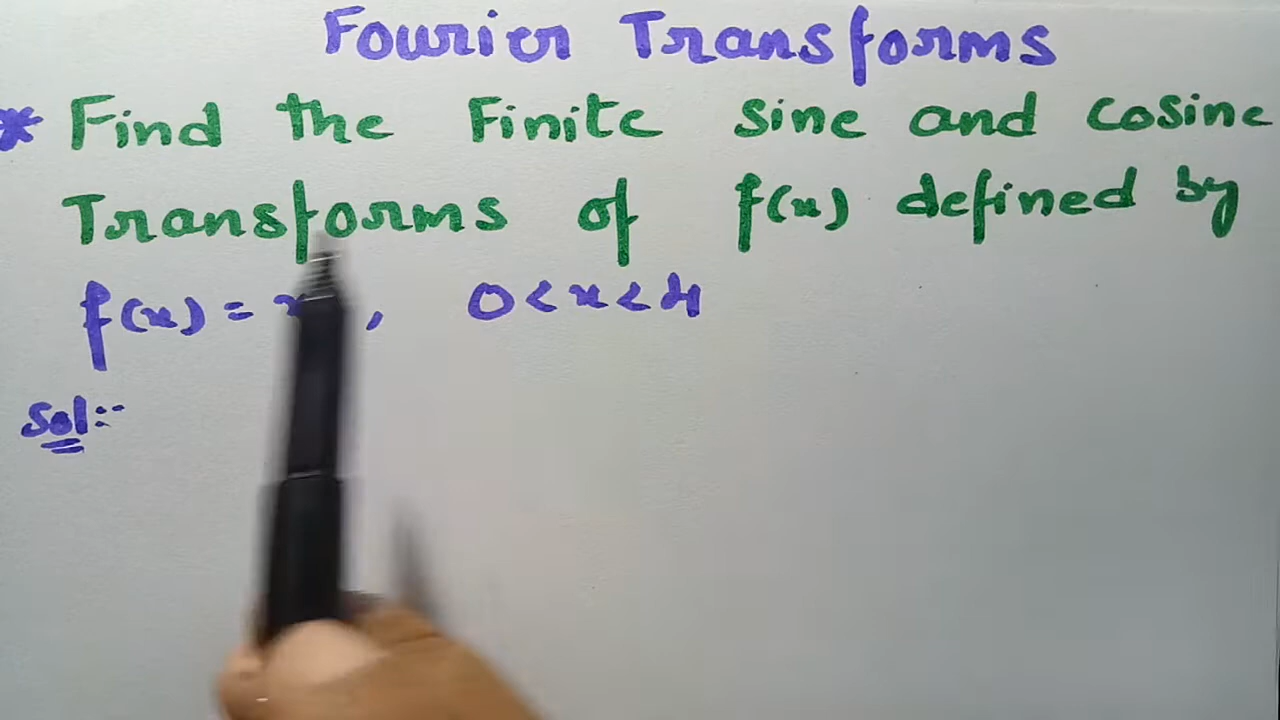 Fourier Transforms
* Find the Finite sine and cosine
Transforms of f(x) defined by
f(x) = x , 0<x<4
Sol:-